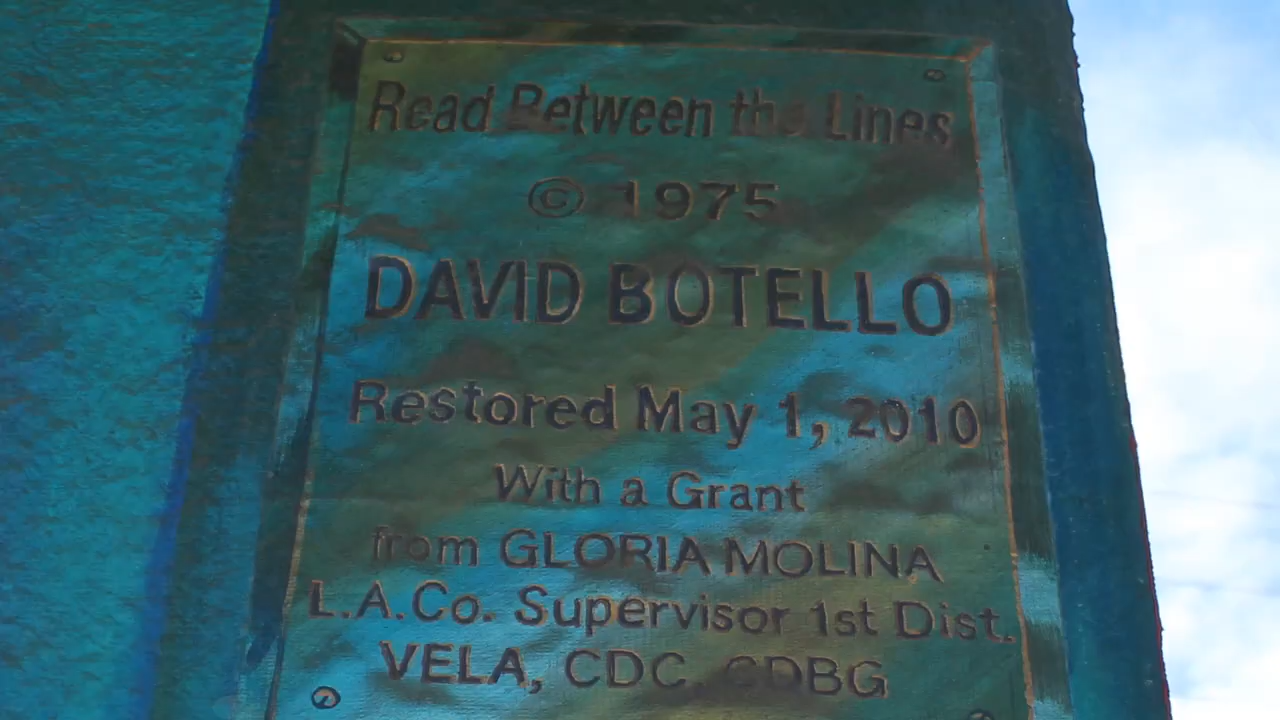 Read Between the Lines
© 1975
DAVID BOTELLO
Restored May 1, 2010
With a Grant
from GLORIA MOLINA
L.A.Co. Supervisor 1st Dist.
VELA, CDC, CDBG